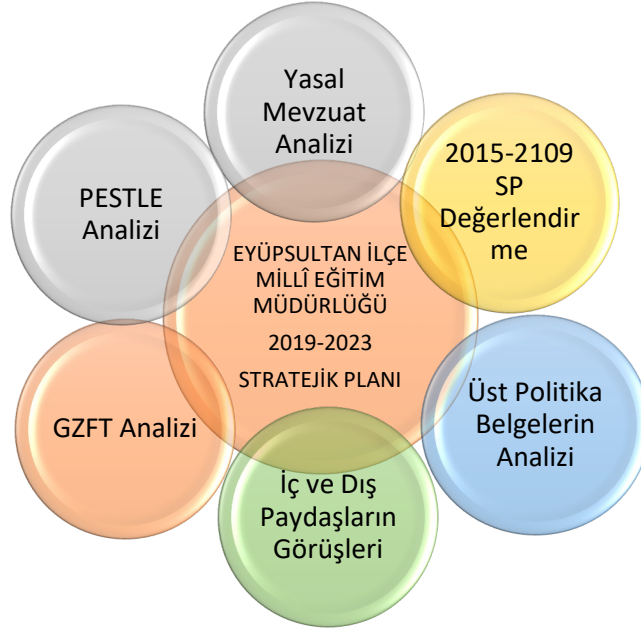 Yasal
Mevzuat
Analizi
2015-2109
SP
Değerlendir
me
PESTLE
Analizi
EYÜPSULTAN İLÇE
MİLLÎ EĞİTİM
MÜDÜRLÜĞÜ
2019-2023
STRATEJİK PLANI
Üst Politika
Belgelerin
Analizi
GZFT Analizi
İç ve Dış
Paydaşların
Görüşleri